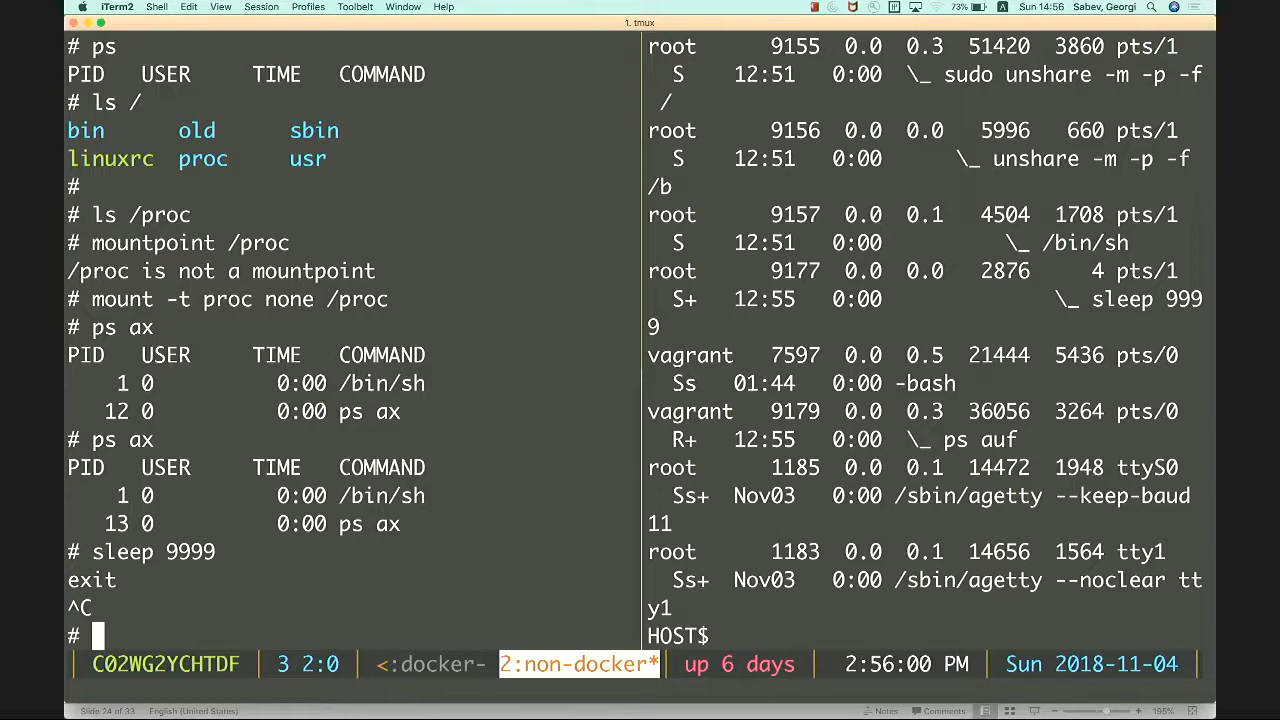 iTerm2 Shell Edit View Session Profiles Toolbelt Window Help 73% A Sun 14:56 Sabev, Georgi
1. tmux
# ps
PID USER TIME COMMAND
# ls /
bin old sbin
linuxrc proc usr
#
# ls /proc
# mountpoint /proc
/proc is not a mountpoint
# mount -t proc none /proc
# ps ax
PID USER TIME COMMAND
1 0 0:00 /bin/sh
12 0 0:00 ps ax
# ps ax
PID USER TIME COMMAND
1 0 0:00 /bin/sh
13 0 0:00 ps ax
# sleep 9999
exit
^C
#
root 9155 0.0 0.3 51420 3860 pts/1
S 12:51 0:00 \_ sudo unshare -m -p -f
/
root 9156 0.0 0.0 5996 660 pts/1
S 12:51 0:00 \_ unshare -m -p -f
/b
root 9157 0.0 0.1 4504 1708 pts/1
S 12:51 0:00 \_ /bin/sh
root 9177 0.0 0.0 2876 4 pts/1
S+ 12:55 0:00 \_ sleep 999
9
vagrant 7597 0.0 0.5 21444 5436 pts/0
Ss 01:44 0:00 -bash
vagrant 9179 0.0 0.3 36056 3264 pts/0
R+ 12:55 0:00 \_ ps auf
root 1185 0.0 0.1 14472 1948 ttyS0
Ss+ Nov03 0:00 /sbin/agetty --keep-baud
11
root 1183 0.0 0.1 14656 1564 tty1
Ss+ Nov03 0:00 /sbin/agetty --noclear tt
y1
HOST$
C02WG2YCHTDF 3 2:0 <:docker- 2:non-docker* up 6 days 2:56:00 PM Sun 2018-11-04
Slide 24 of 33 English (United States) Notes Comments 195%